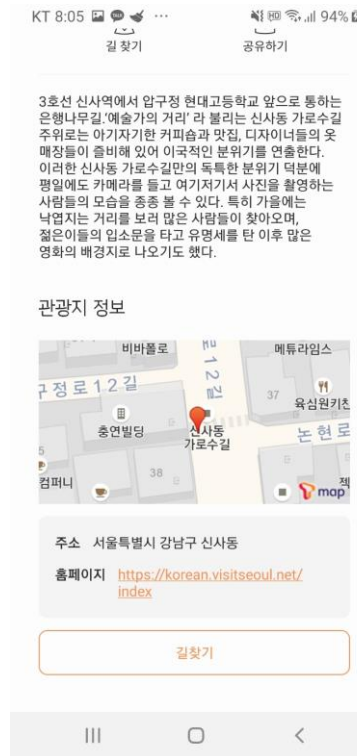 KT 8:05 ... 94%
길 찾기 공유하기
3호선 신사역에서 압구정 현대고등학교 앞으로 통하는
은행나무길.'예술가의 거리' 라 불리는 신사동 가로수길
주위로는 아기자기한 커피숍과 맛집, 디자이너들의 옷
매장들이 즐비해 있어 이국적인 분위기를 연출한다.
이러한 신사동 가로수길만의 독특한 분위기 덕분에
평일에도 카메라를 들고 여기저기서 사진을 촬영하는
사람들의 모습을 종종 볼 수 있다. 특히 가을에는
낙엽지는 거리를 보러 많은 사람들이 찾아오며,
젊은이들의 입소문을 타고 유명세를 탄 이후 많은
영화의 배경지로 나오기도 했다.
관광지 정보
비바폴로
로12길
메튜라임스
구정로12길
37
육심원키친
충연빌딩
신사동
가로수길
논현로
5
컴퍼니
38
젝
T map
주소 서울특별시 강남구 신사동
홈페이지 https://korean.visitseoul.net/
index
길찾기